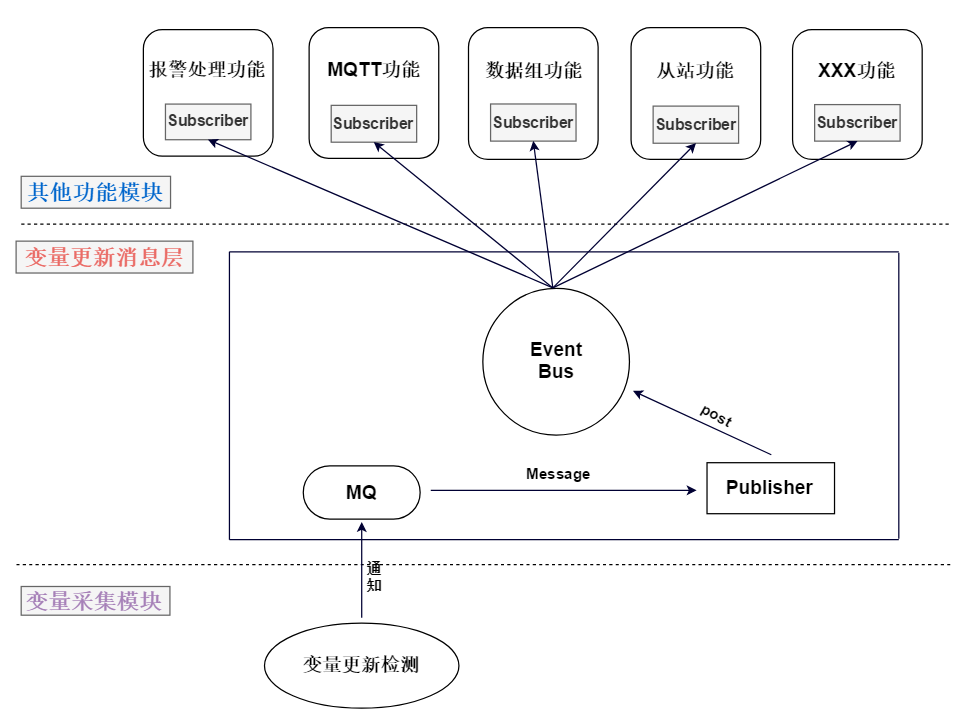 报警处理功能
Subscriber
MQTT功能
Subscriber
数据组功能
Subscriber
从站功能
Subscriber
XXX功能
Subscriber
其他功能模块
变量更新消息层
Event
Bus
post
Message
MQ
Publisher
通
知
变量采集模块
变量更新检测